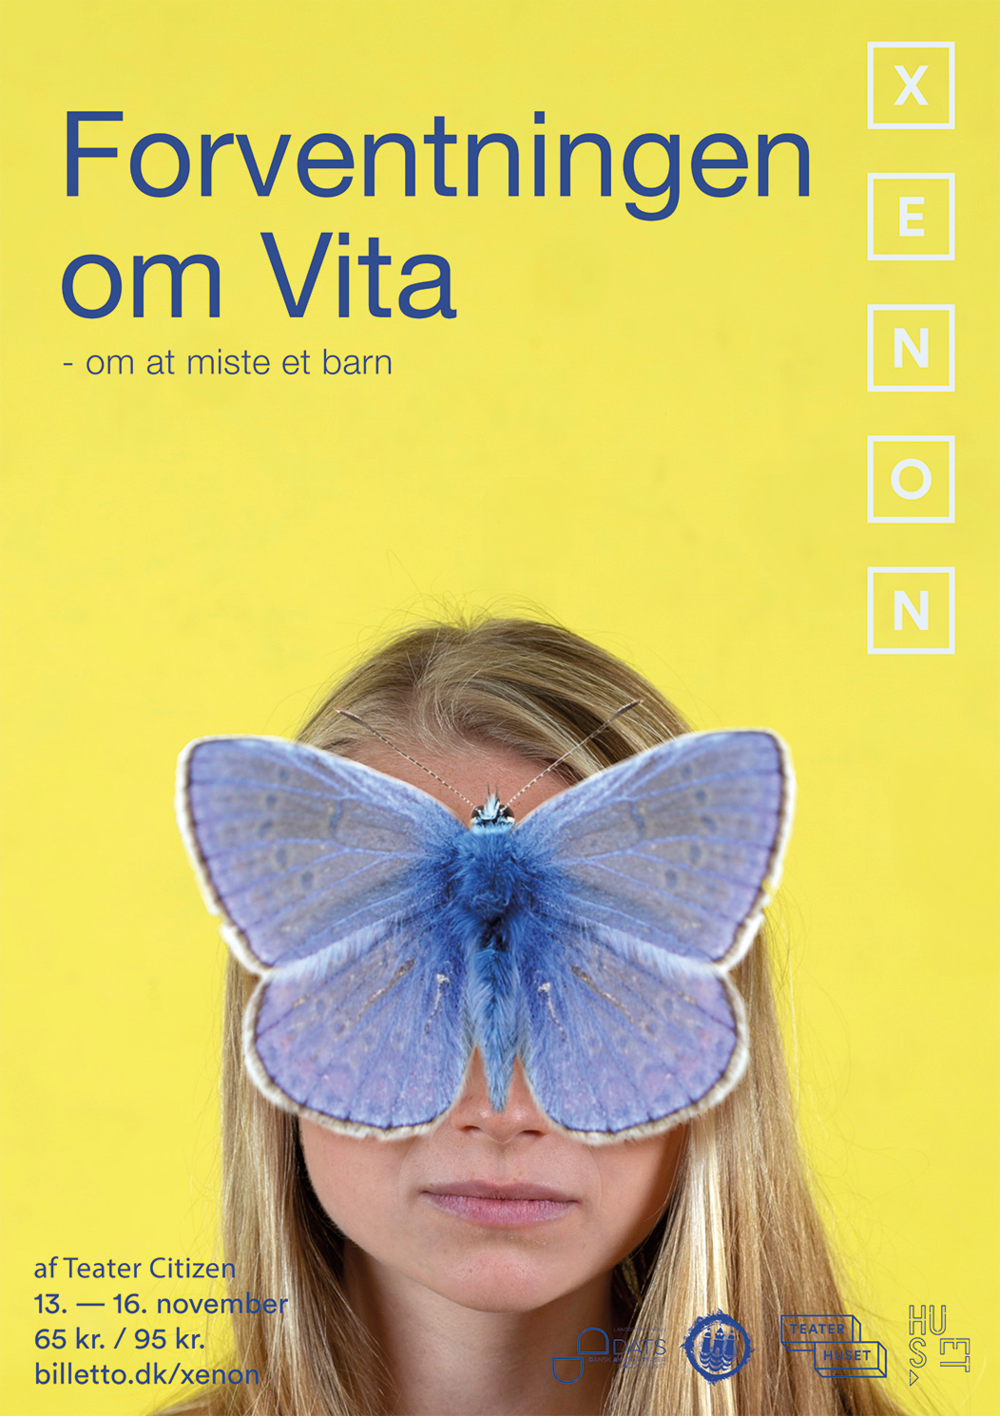 Forventningen
om Vita
- om at miste et barn
X
E
N
O
N
af Teater Citizen
13. — 16. november
65 kr. / 95 kr.
billetto.dk/xenon
DATS
TEATER
HUSET
HUS
ET